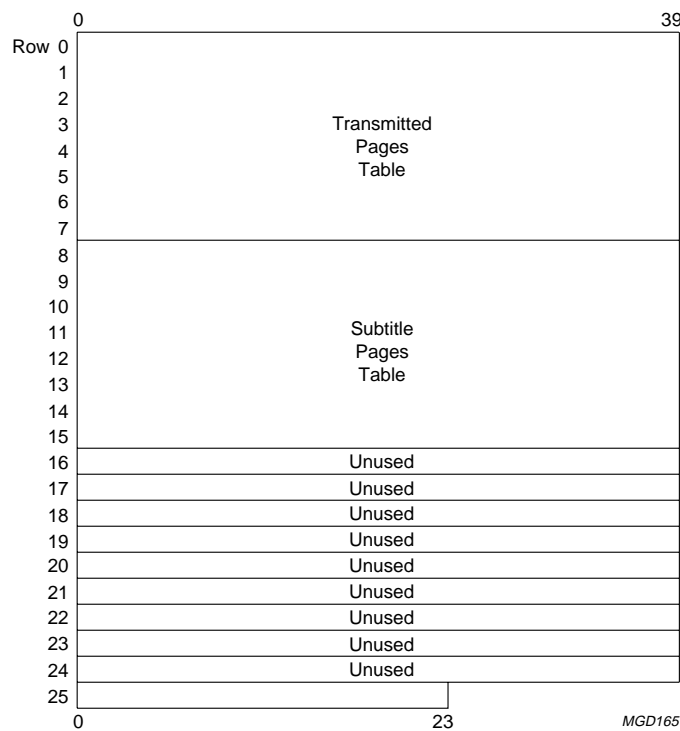 0 39
Row 0
1
2
3 Transmitted
4 Pages
5 Table
6
7
8
9
10
11 Subtitle
12 Pages
13 Table
14
15
16 Unused
17 Unused
18 Unused
19 Unused
20 Unused
21 Unused
22 Unused
23 Unused
24 Unused
25
0 23 MGD165